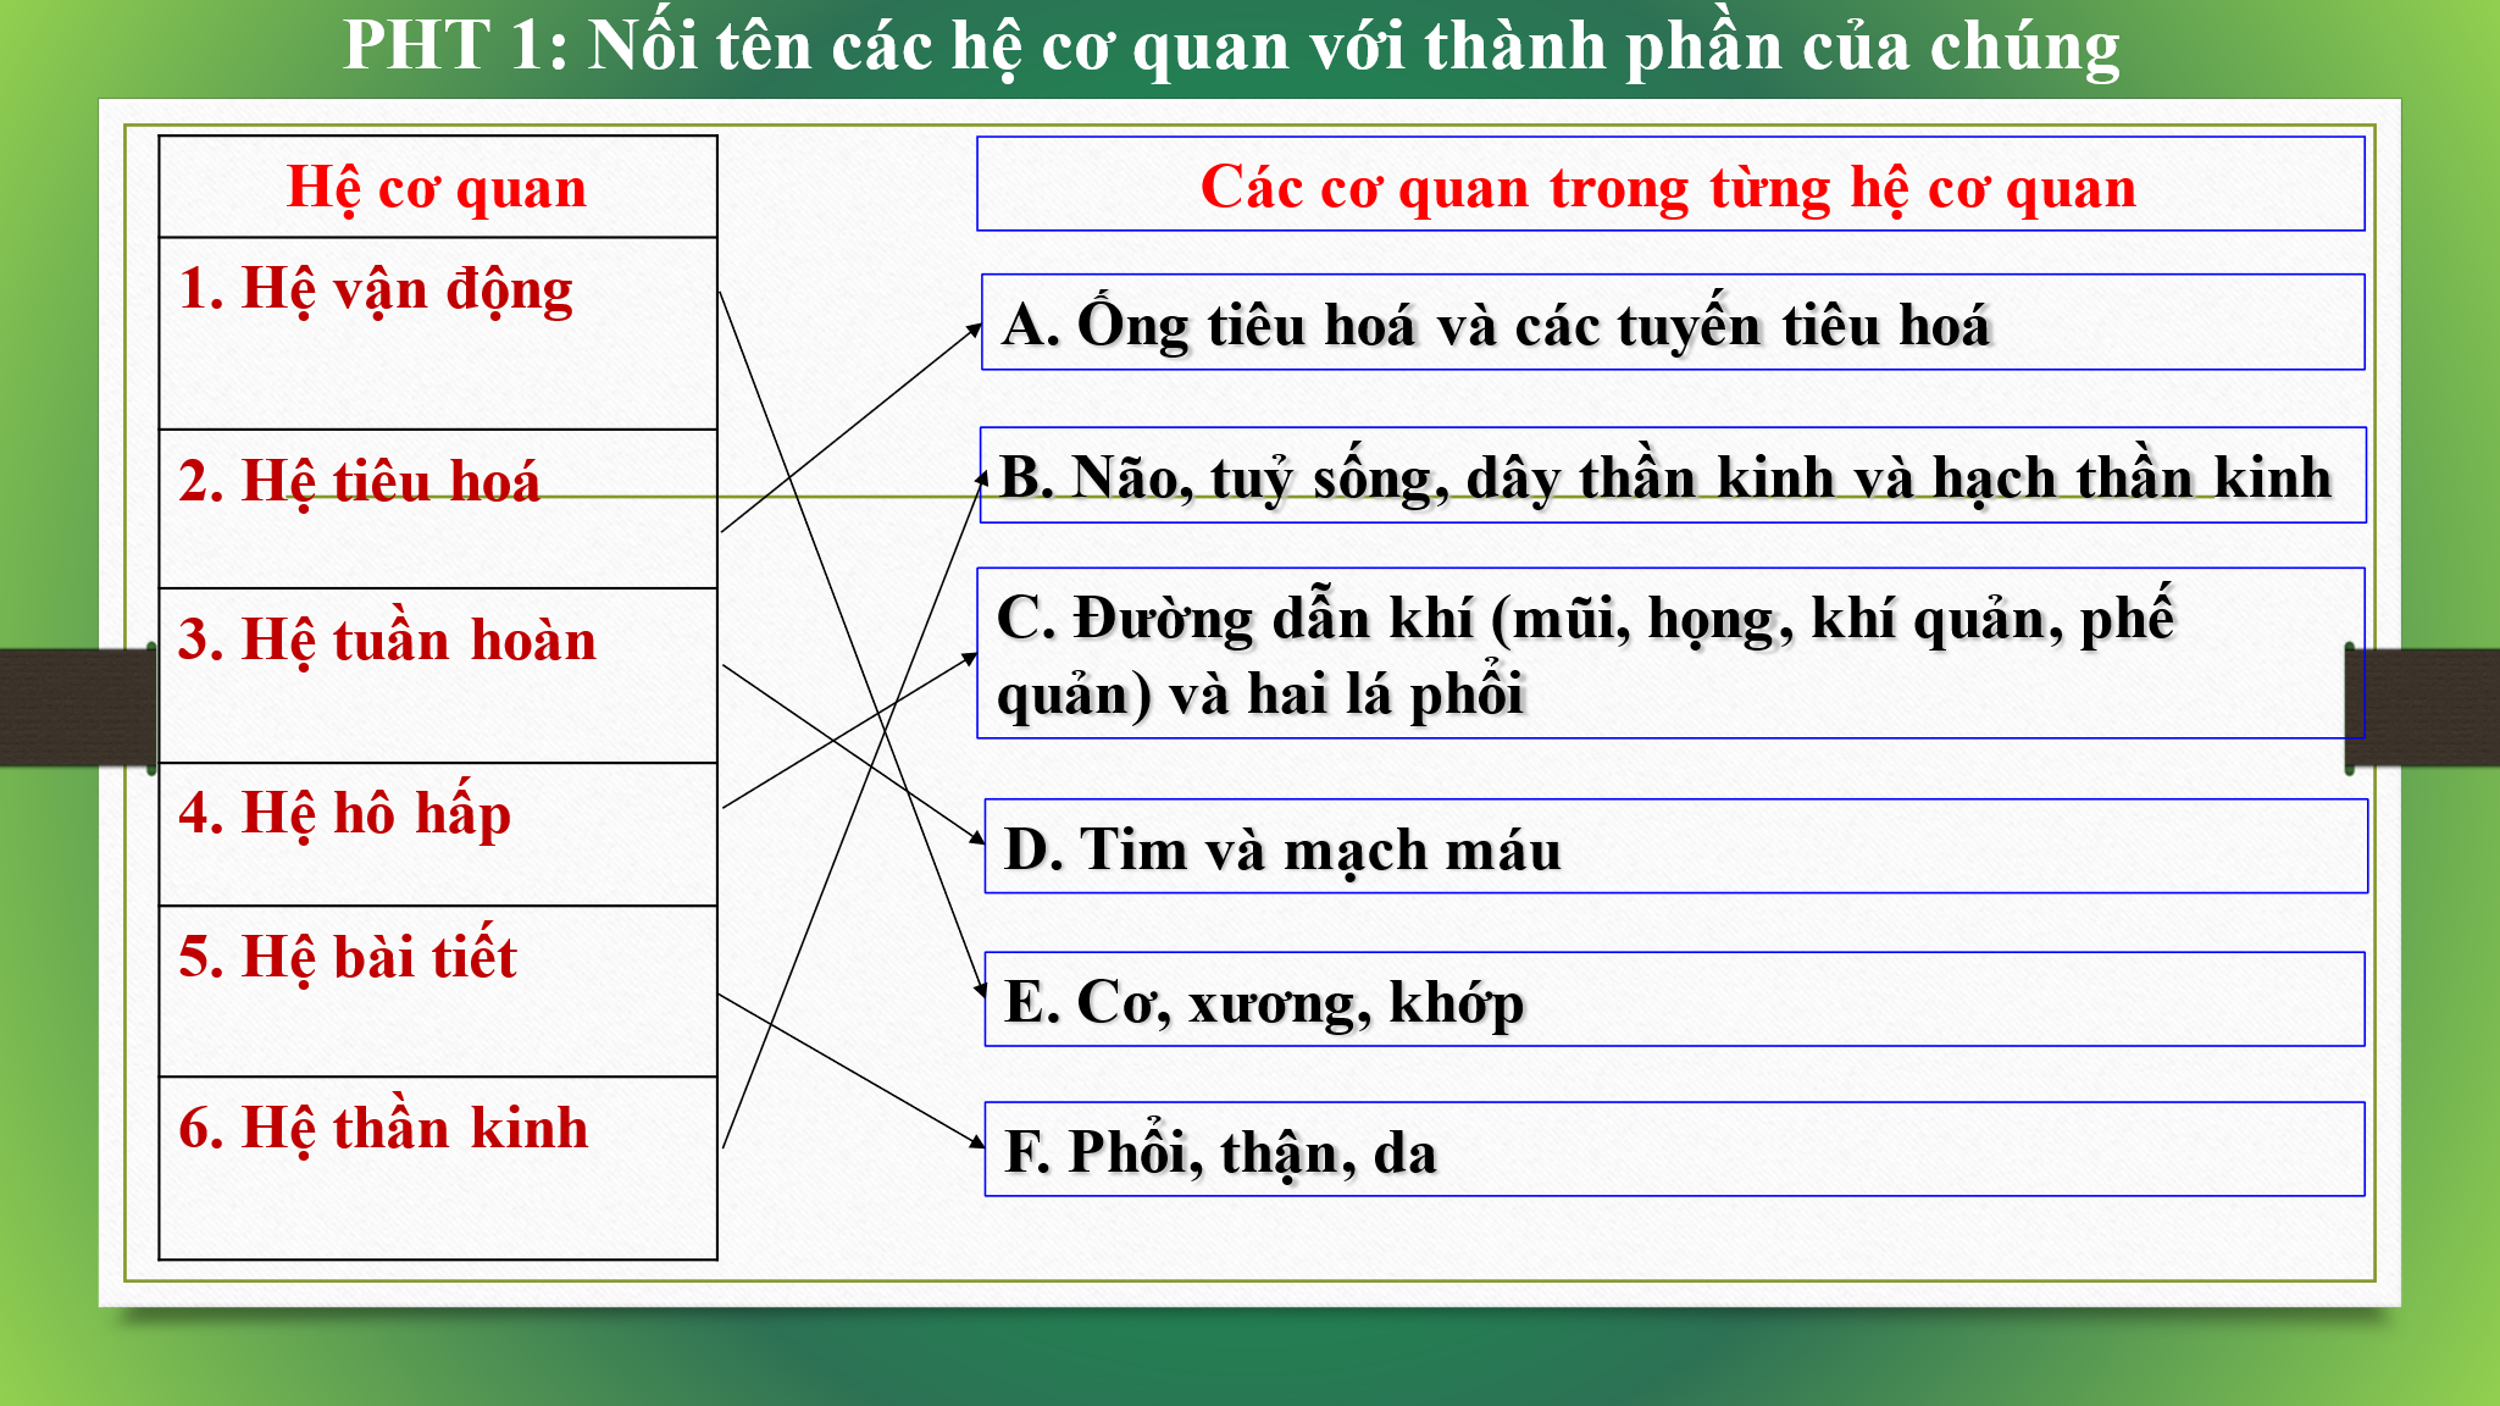 PHT 1: Nối tên các hệ cơ quan với thành phần của chúng
Hệ cơ quan
1. Hệ vận động
2. Hệ tiêu hoá
3. Hệ tuần hoàn
4. Hệ hô hấp
5. Hệ bài tiết
6. Hệ thần kinh
Các cơ quan trong từng hệ cơ quan
A. Ống tiêu hoá và các tuyến tiêu hoá
B. Não, tuỷ sống, dây thần kinh và hạch thần kinh
C. Đường dẫn khí (mũi, họng, khí quản, phế
quản) và hai lá phổi
D. Tim và mạch máu
E. Cơ, xương, khớp
F. Phổi, thận, da